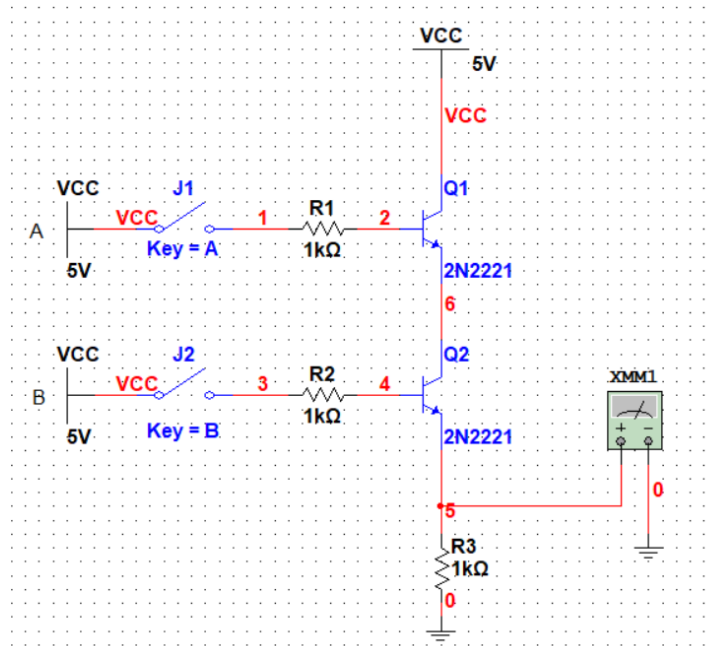 VCC
5V
VCC
VCC
J1
Q1
A
VCC
1
R1
2
Key = A
1kΩ
5V
2N2221
6
VCC
J2
Q2
B
VCC
3
R2
4
XMM1
Key = B
1kΩ
5V
2N2221
+ −
0
5
R3
1kΩ
0